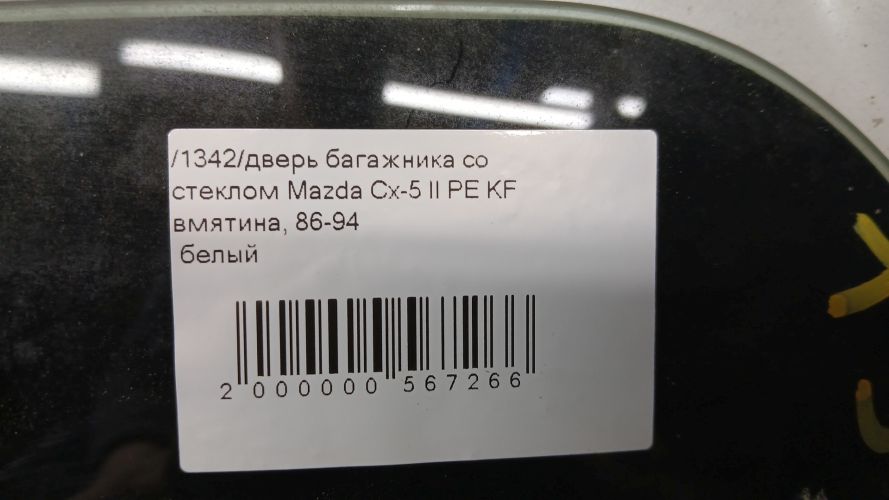 /1342/дверь багажника со
стеклом Mazda Cx-5 II PE KF
вмятина, 86-94
белый
2 000000 567266